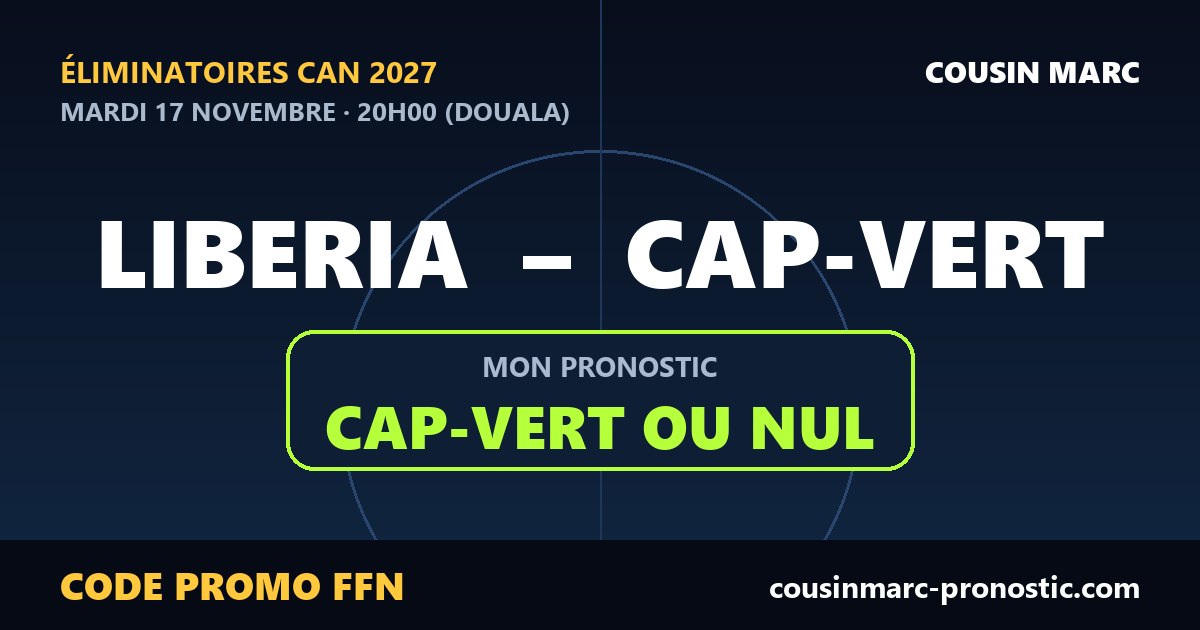 ÉLIMINATOIRES CAN 2027
COUSIN MARC
MARDI 17 NOVEMBRE · 20H00 (DOUALA)
LIBERIA – CAP-VERT
MON PRONOSTIC
CAP-VERT OU NUL
CODE PROMO FFN
cousinmarc-pronostic.com